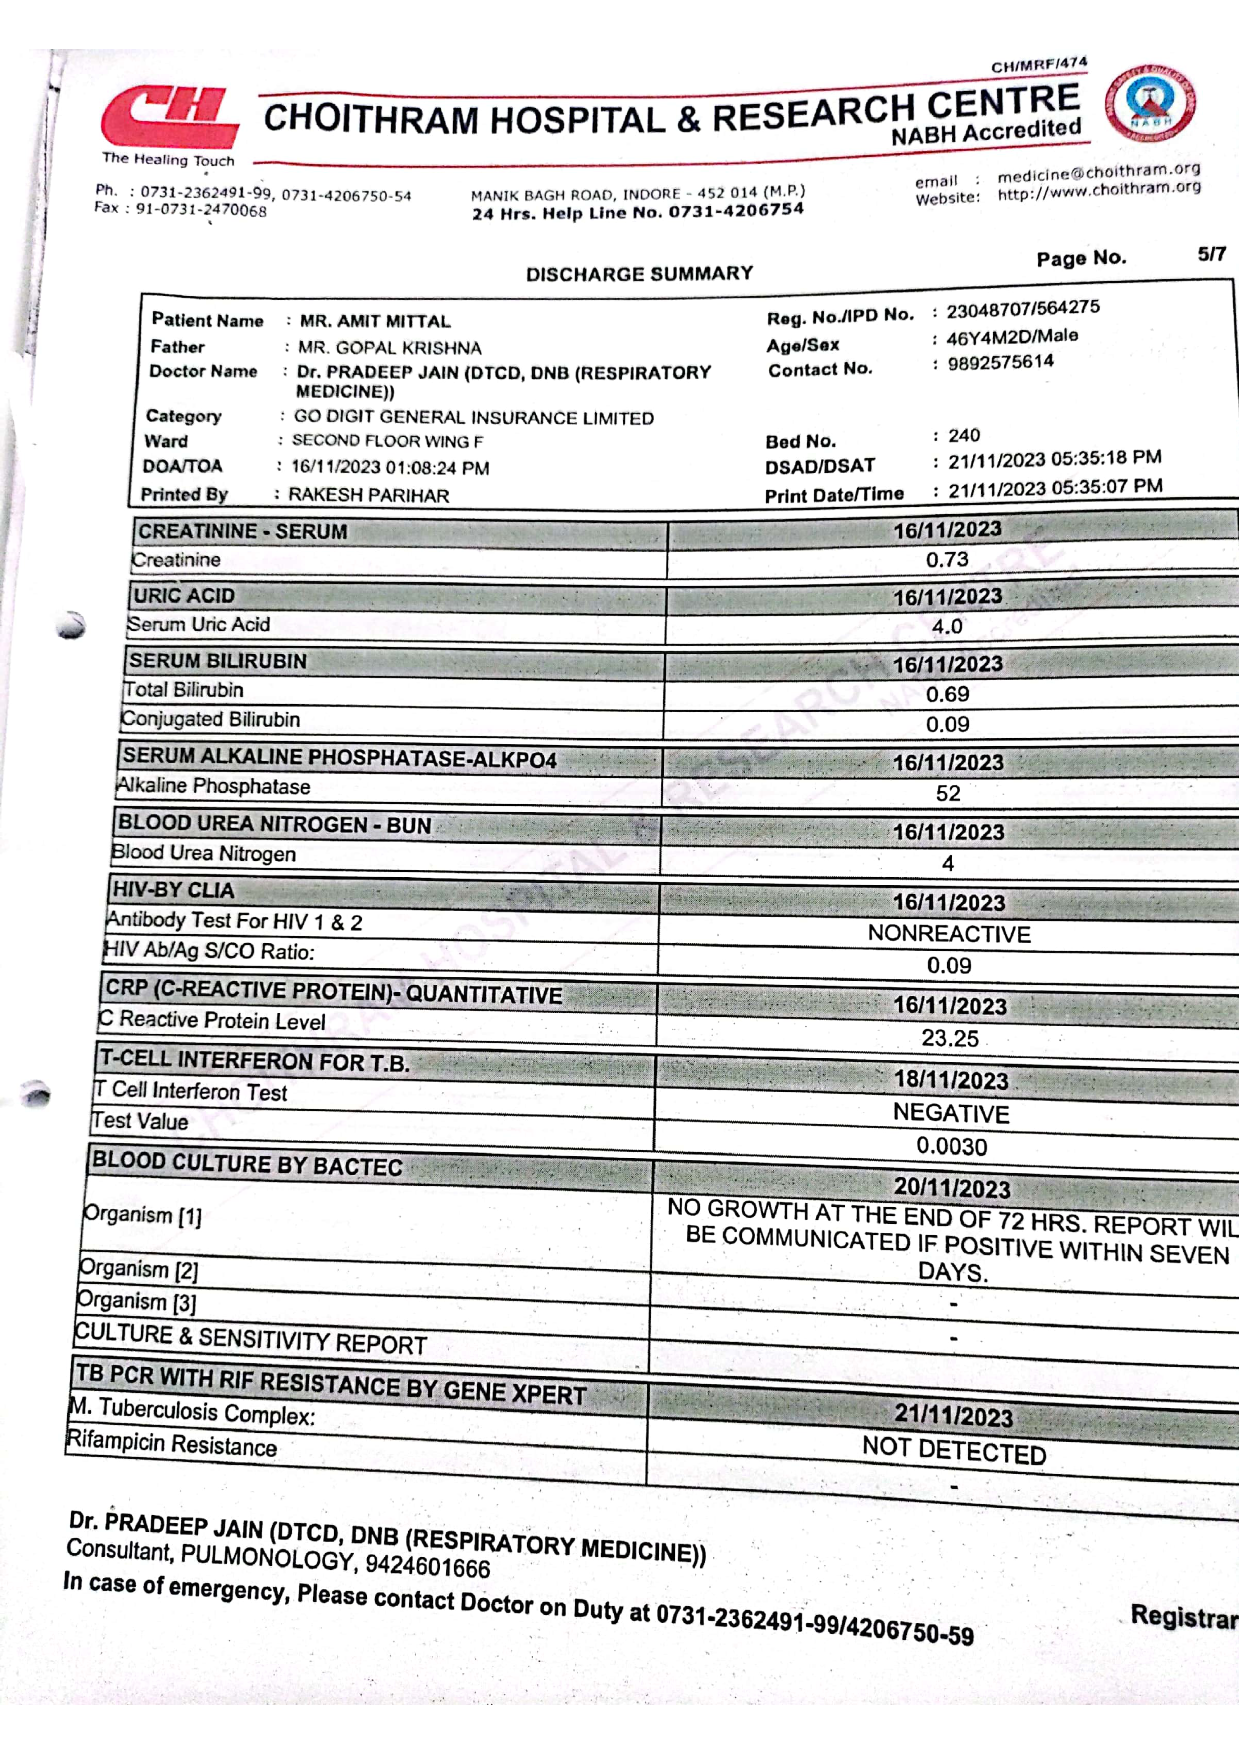 CH/MRF/474
CH
CHOITHRAM HOSPITAL & RESEARCH CENTRE
NABH Accredited
NABH
The Healing Touch
Ph. : 0731-2362491-99, 0731-4206750-54
Fax : 91-0731-2470068
MANIK BAGH ROAD, INDORE - 452 014 (M.P.)
24 Hrs. Help Line No. 0731-4206754
email : medicine@choithram.org
Website: http://www.choithram.org
DISCHARGE SUMMARY
Page No. 5/7
Patient Name : MR. AMIT MITTAL Reg. No./IPD No. : 23048707/564275
Father : MR. GOPAL KRISHNA Age/Sex : 46Y4M2D/Male
Doctor Name : Dr. PRADEEP JAIN (DTCD, DNB (RESPIRATORY Contact No. : 9892575614
MEDICINE))
Category : GO DIGIT GENERAL INSURANCE LIMITED
Ward : SECOND FLOOR WING F Bed No. : 240
DOA/TOA : 16/11/2023 01:08:24 PM DSAD/DSAT : 21/11/2023 05:35:18 PM
Printed By : RAKESH PARIHAR Print Date/Time : 21/11/2023 05:35:07 PM
CREATININE - SERUM 16/11/2023
Creatinine 0.73
URIC ACID 16/11/2023
Serum Uric Acid 4.0
SERUM BILIRUBIN 16/11/2023
Total Bilirubin 0.69
Conjugated Bilirubin 0.09
SERUM ALKALINE PHOSPHATASE-ALKPO4 16/11/2023
Alkaline Phosphatase 52
BLOOD UREA NITROGEN - BUN 16/11/2023
Blood Urea Nitrogen 4
HIV-BY CLIA 16/11/2023
Antibody Test For HIV 1 & 2 NONREACTIVE
HIV Ab/Ag S/CO Ratio: 0.09
CRP (C-REACTIVE PROTEIN)- QUANTITATIVE 16/11/2023
C Reactive Protein Level 23.25
T-CELL INTERFERON FOR T.B. 18/11/2023
T Cell Interferon Test NEGATIVE
Test Value 0.0030
BLOOD CULTURE BY BACTEC 20/11/2023
Organism [1] NO GROWTH AT THE END OF 72 HRS. REPORT WIL
BE COMMUNICATED IF POSITIVE WITHIN SEVEN
DAYS.
Organism [2] -
Organism [3] -
CULTURE & SENSITIVITY REPORT
TB PCR WITH RIF RESISTANCE BY GENE XPERT 21/11/2023
M. Tuberculosis Complex: NOT DETECTED
Rifampicin Resistance -
Dr. PRADEEP JAIN (DTCD, DNB (RESPIRATORY MEDICINE))
Consultant, PULMONOLOGY, 9424601666
In case of emergency, Please contact Doctor on Duty at 0731-2362491-99/4206750-59
Registrar
CHOITHRAM HOSPITAL & RESEARCH CENTRE